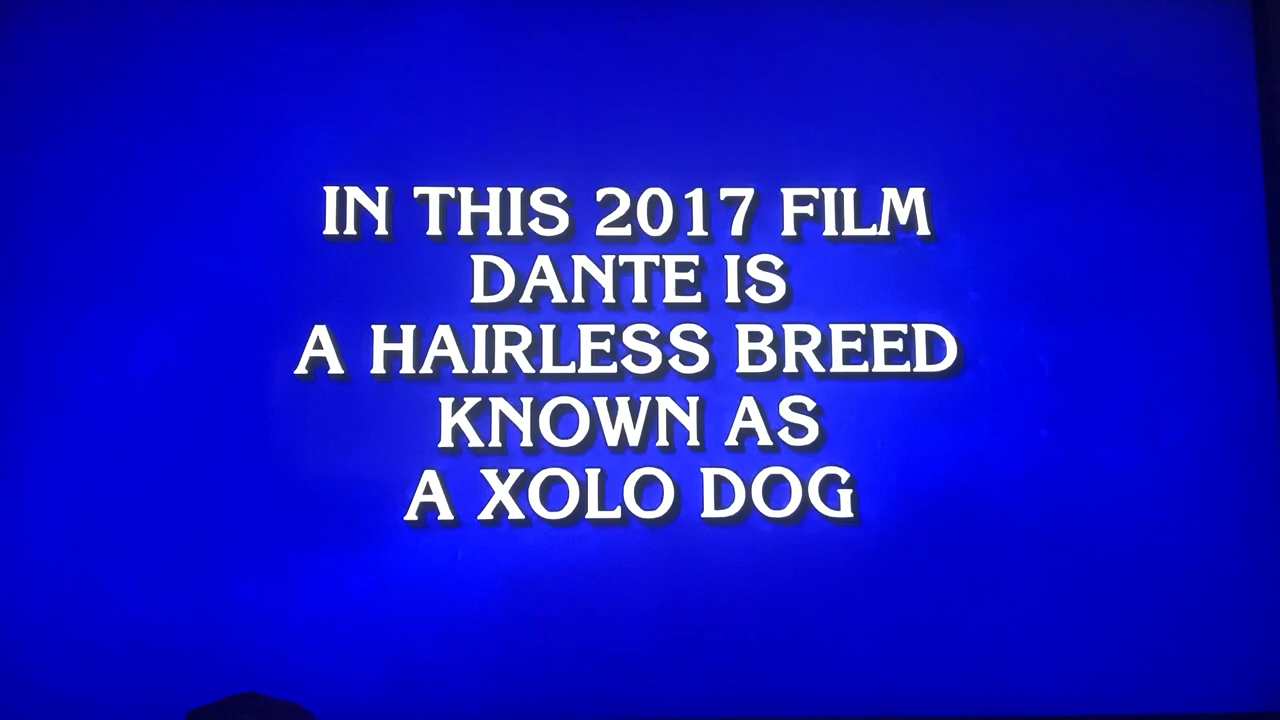 IN THIS 2017 FILM
DANTE IS
A HAIRLESS BREED
KNOWN AS
A XOLO DOG